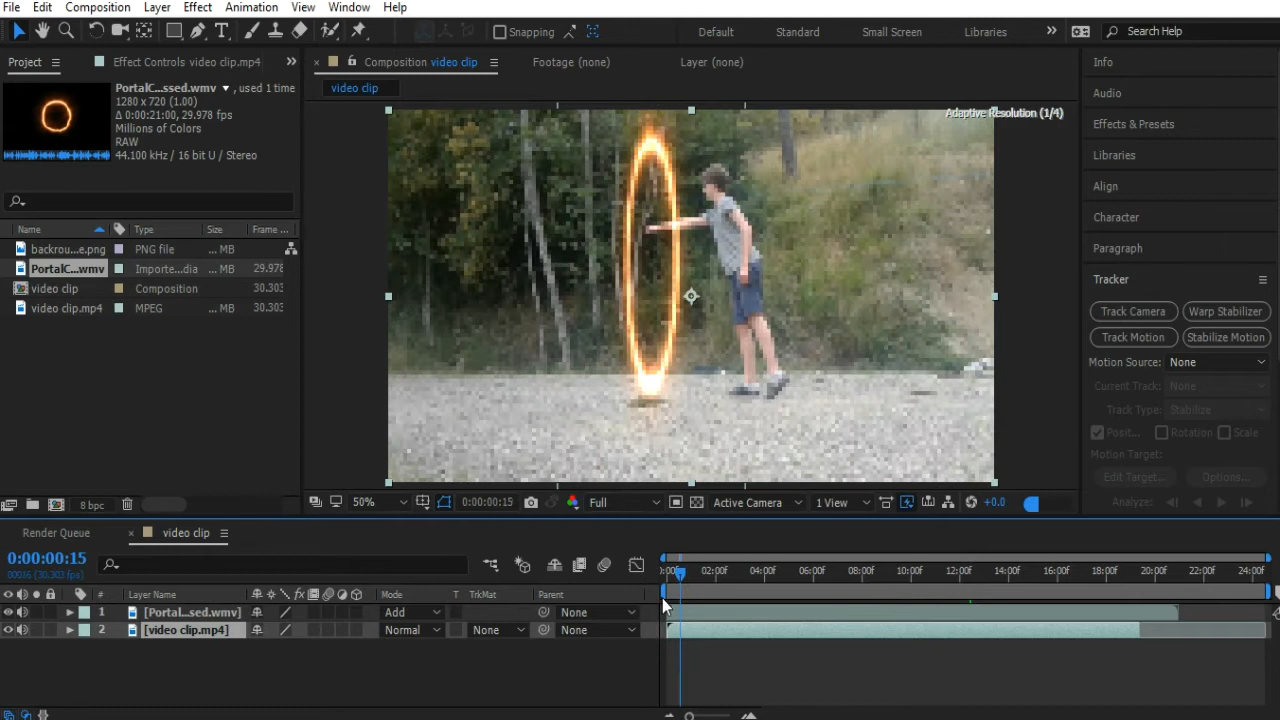 File Edit Composition Layer Effect Animation View Window Help
Snapping Default Standard Small Screen Libraries Search Help
Project Effect Controls video clip.mp4 Composition video clip Footage (none) Layer (none) Info
PortalC...ssed.wmv , used 1 time video clip Audio
1280 x 720 (1.00) Adaptive Resolution (1/4)
Δ 0:00:21:00, 29.978 fps Effects & Presets
Millions of Colors
RAW Libraries
44.100 kHz / 16 bit U / Stereo
Align
Character
Name Type Size Frame ...
backrou...e.png PNG file ... MB Paragraph
PortalC...wmv Importe...dia ... MB 29.978
video clip Composition 30.303 Tracker
video clip.mp4 MPEG ... MB 30.303
Track Camera Warp Stabilizer
Track Motion Stabilize Motion
Motion Source: None
Current Track: None
Track Type: Stabilize
Posit... Rotation Scale
Motion Target:
Edit Target... Options...
8 bpc 50% 0:00:00:15 Full Active Camera 1 View +0.0 Analyze:
Render Queue video clip
0:00:00:15
00016 (30.303 fps) 0:00f 02:00f 04:00f 06:00f 08:00f 10:00f 12:00f 14:00f 16:00f 18:00f 20:00f 22:00f 24:00f
# Layer Name fx Mode T TrkMat Parent
1 [Portal...sed.wmv] Add None
2 [video clip.mp4] Normal None None